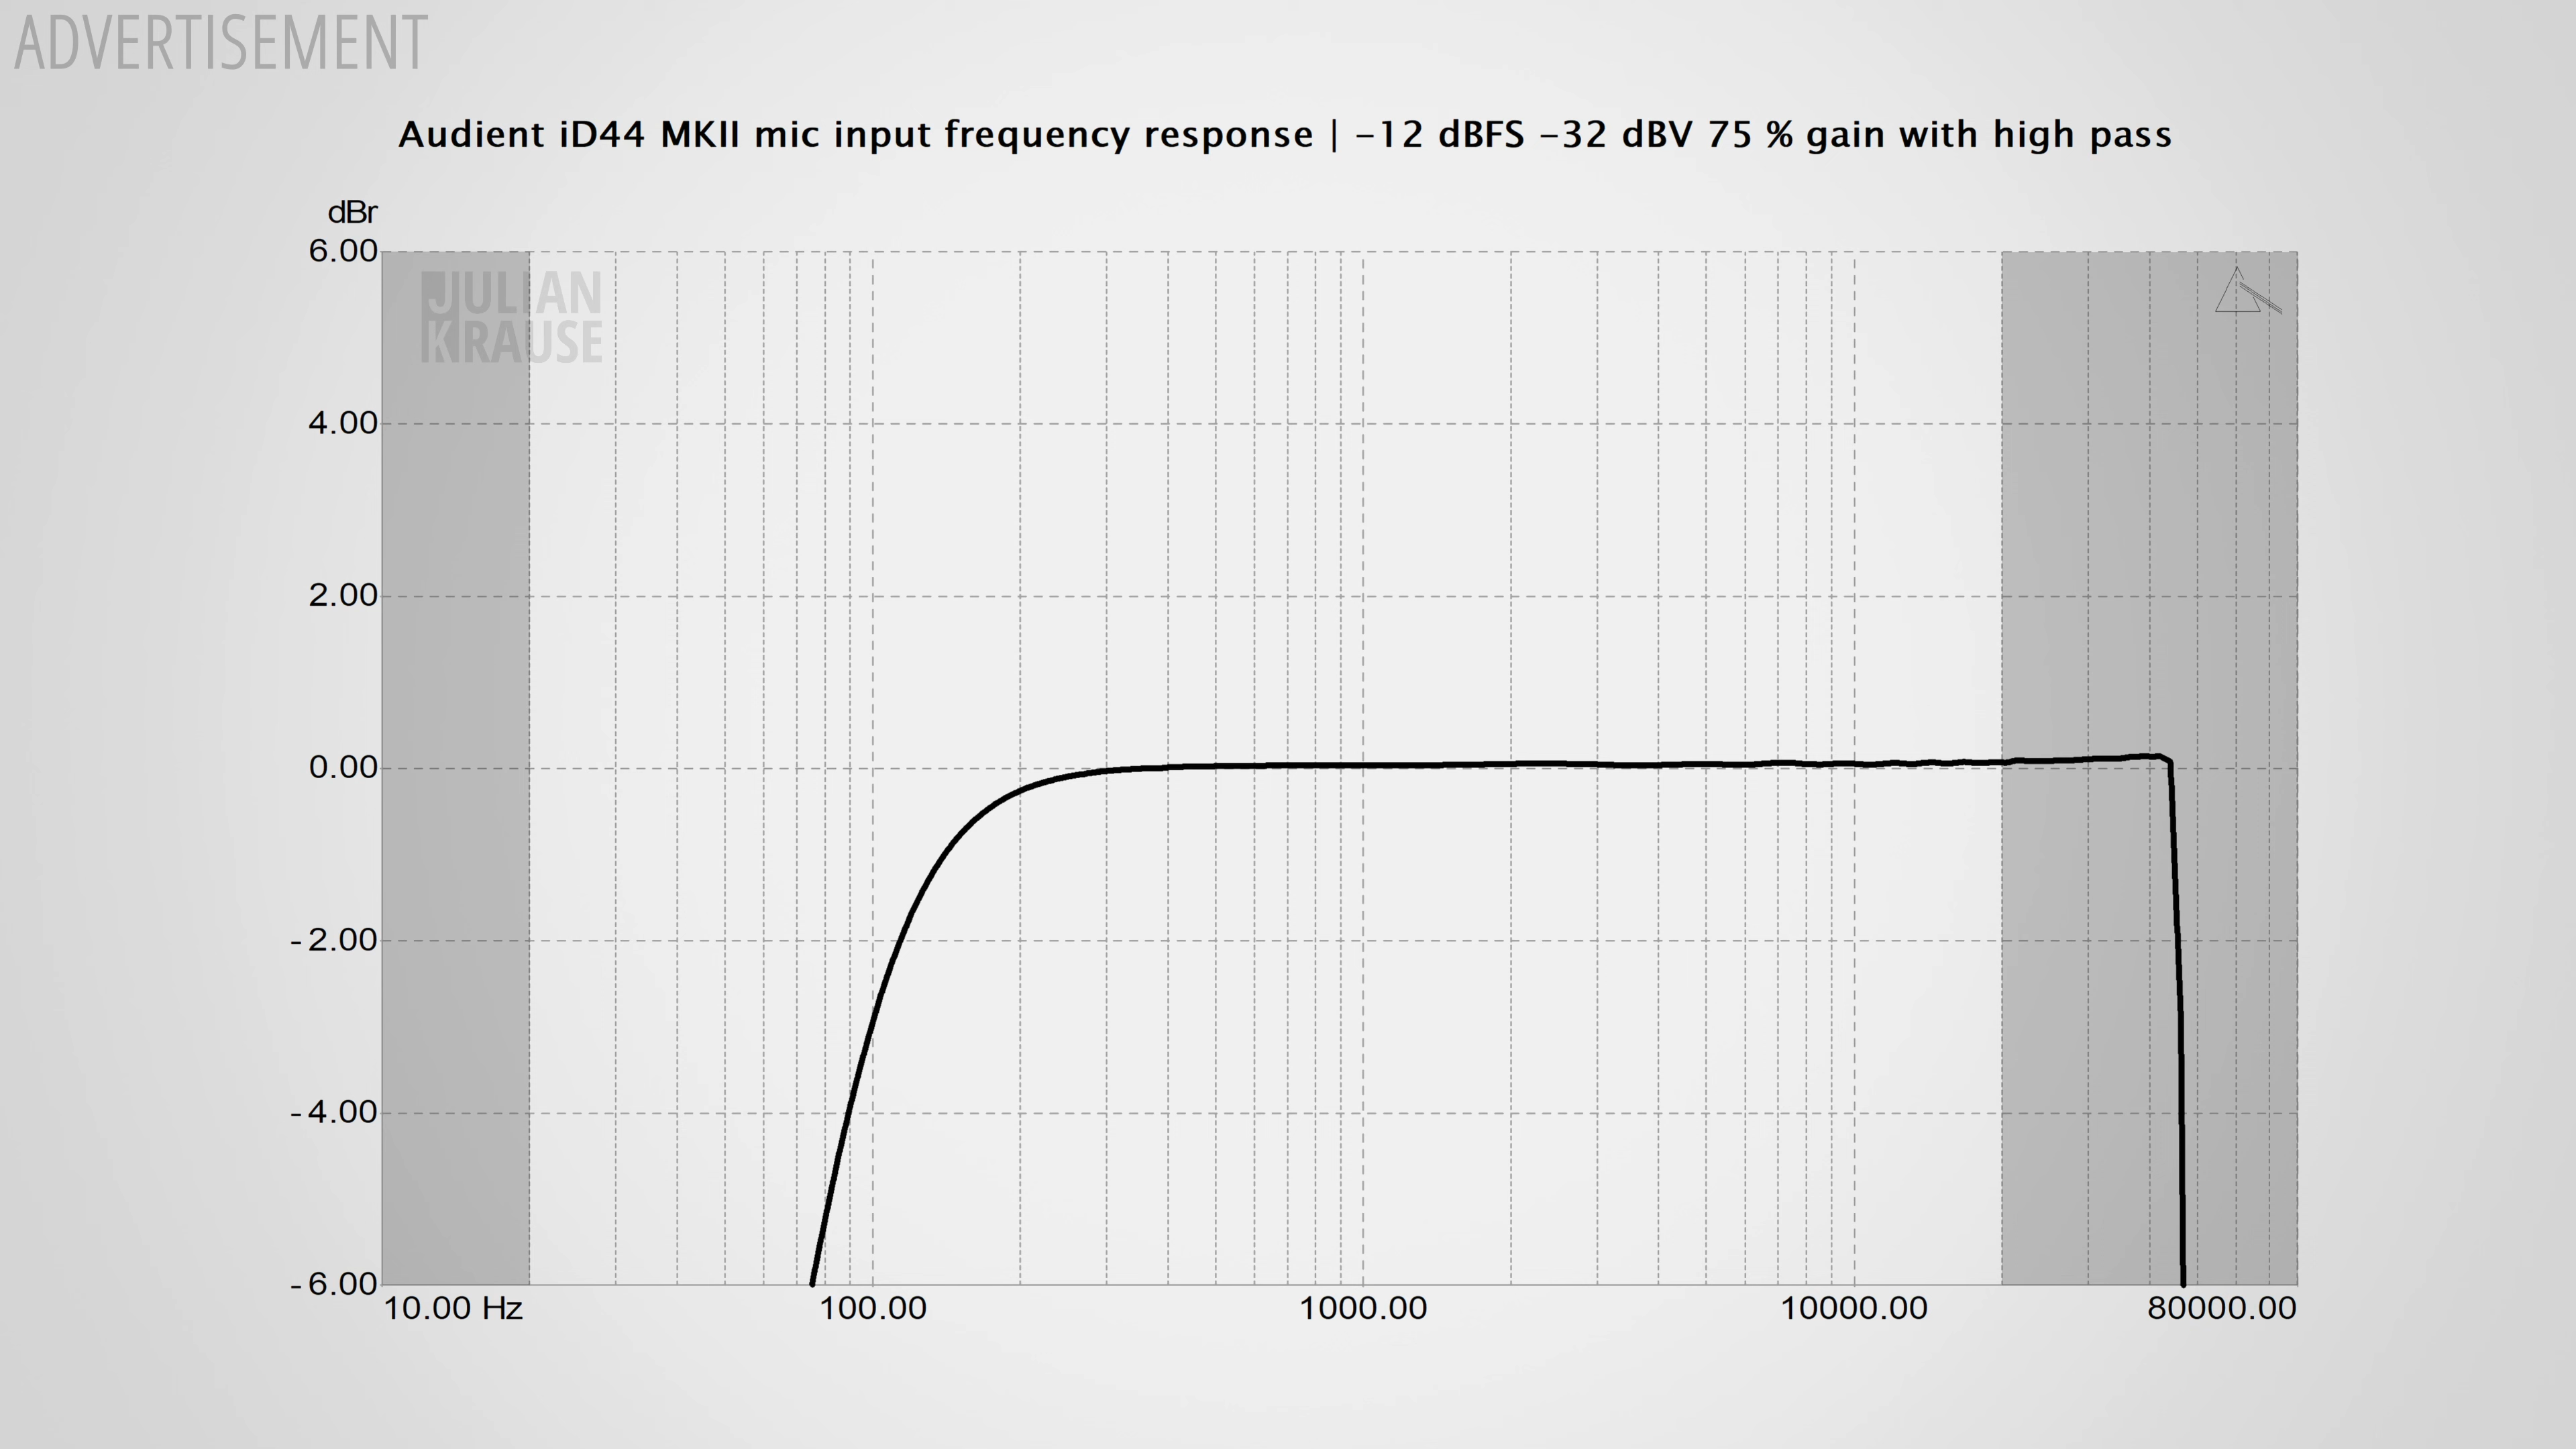 ADVERTISEMENT
Audient iD44 MKII mic input frequency response | -12 dBFS -32 dBV 75 % gain with high pass
dBr
6.00
JULIAN
KRAUSE
4.00
2.00
0.00
-2.00
-4.00
-6.00
10.00 Hz 100.00 1000.00 10000.00 80000.00